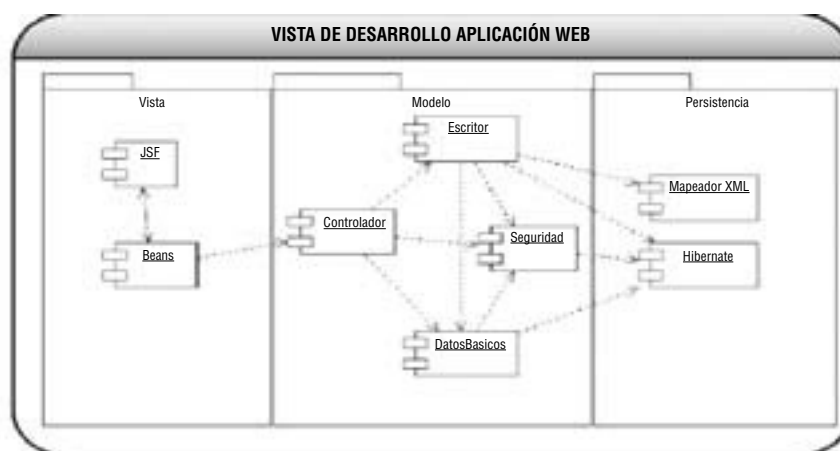 VISTA DE DESARROLLO APLICACIÓN WEB
Vista
Modelo
Persistencia
JSF
Beans
Escritor
Controlador
Seguridad
DatosBasicos
Mapeador XML
Hibernate